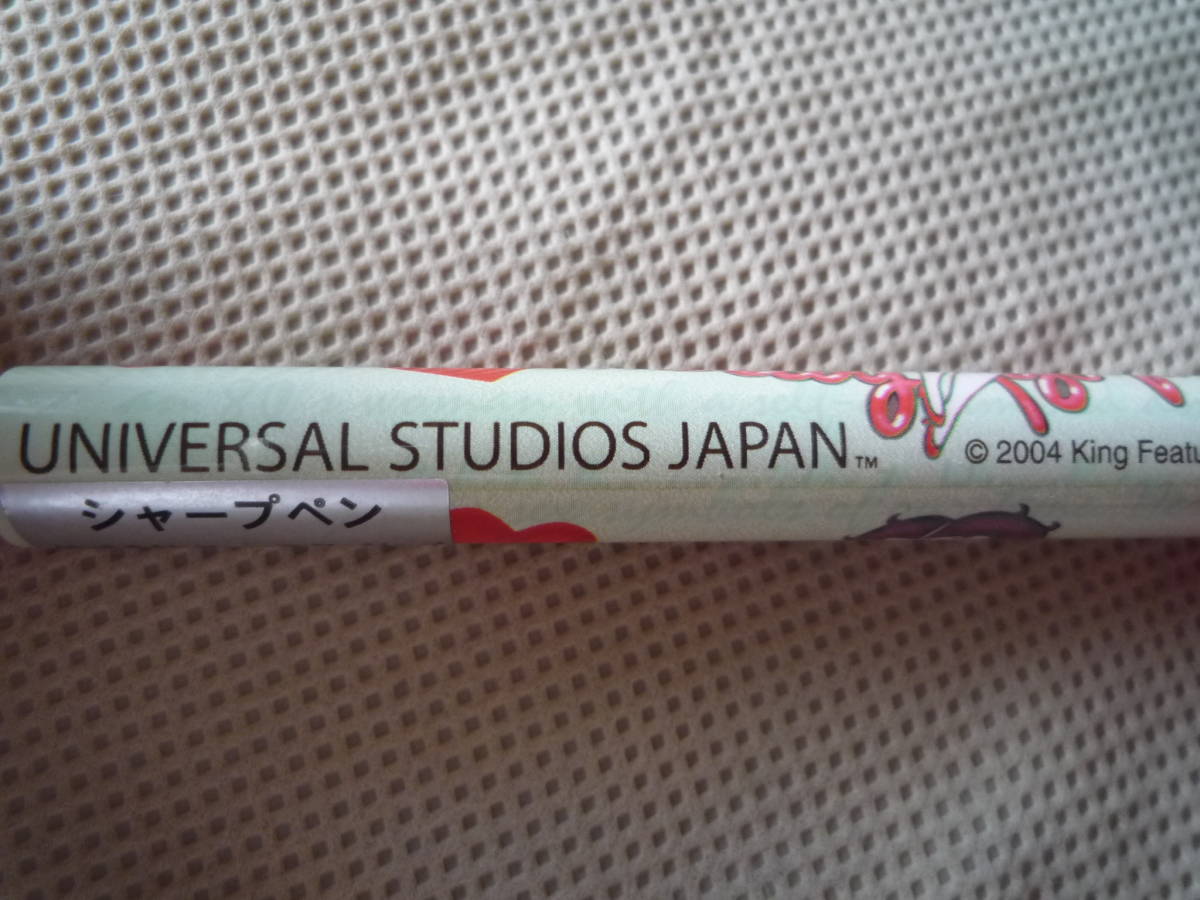 UNIVERSAL STUDIOS JAPAN™
© 2004 King
シャープペン